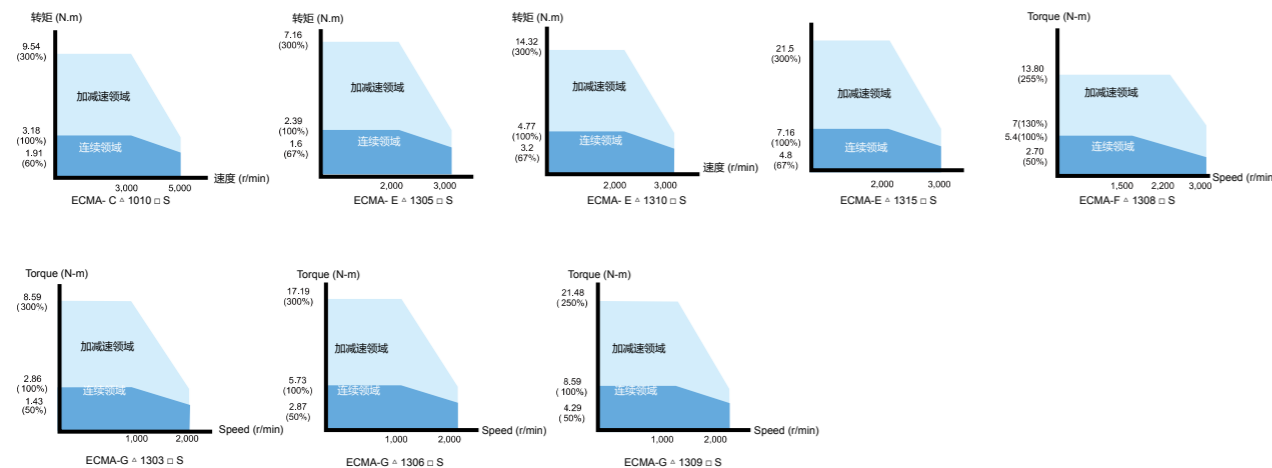 转矩 (N.m)
9.54
(300%)
加减速领域
3.18
(100%)
连续领域
1.91
(60%)
3,000
5,000
速度 (r/min)
ECMA- C △ 1010 □ S
转矩 (N.m)
7.16
(300%)
加减速领域
2.39
(100%)
连续领域
1.6
(67%)
2,000
3,000
ECMA- E △ 1305 □ S
转矩 (N.m)
14.32
(300%)
加减速领域
4.77
(100%)
连续领域
3.2
(67%)
速度 (r/min)
2,000
3,000
ECMA- E △ 1310 □ S
21.5
(300%)
加减速领域
7.16
(100%)
连续领域
4.8
(67%)
2,000
3,000
ECMA-E △ 1315 □ S
Torque (N-m)
13.80
(255%)
加减速领域
7(130%)
5.4(100%)
连续领域
2.70
(50%)
1,500
2,200
3,000
Speed (r/min
ECMA-F △ 1308 □ S
Torque (N-m)
8.59
(300%)
加减速领域
2.86
( 100%)
连续领域
1.43
(50%)
Speed (r/min)
1,000
2,000
ECMA-G △ 1303 □ S
Torque (N-m)
17.19
(300%)
加减速领域
5.73
(100%)
连续领域
2.87
(50%)
Speed (r/min)
1,000
2,000
ECMA-G △ 1306 □ S
Torque (N-m)
21.48
( 250%)
加减速领域
8.59
( 100%)
连续领域
4.29
( 50%)
Speed (r/min)
1,000
2,000
ECMA-G △ 1309 □ S